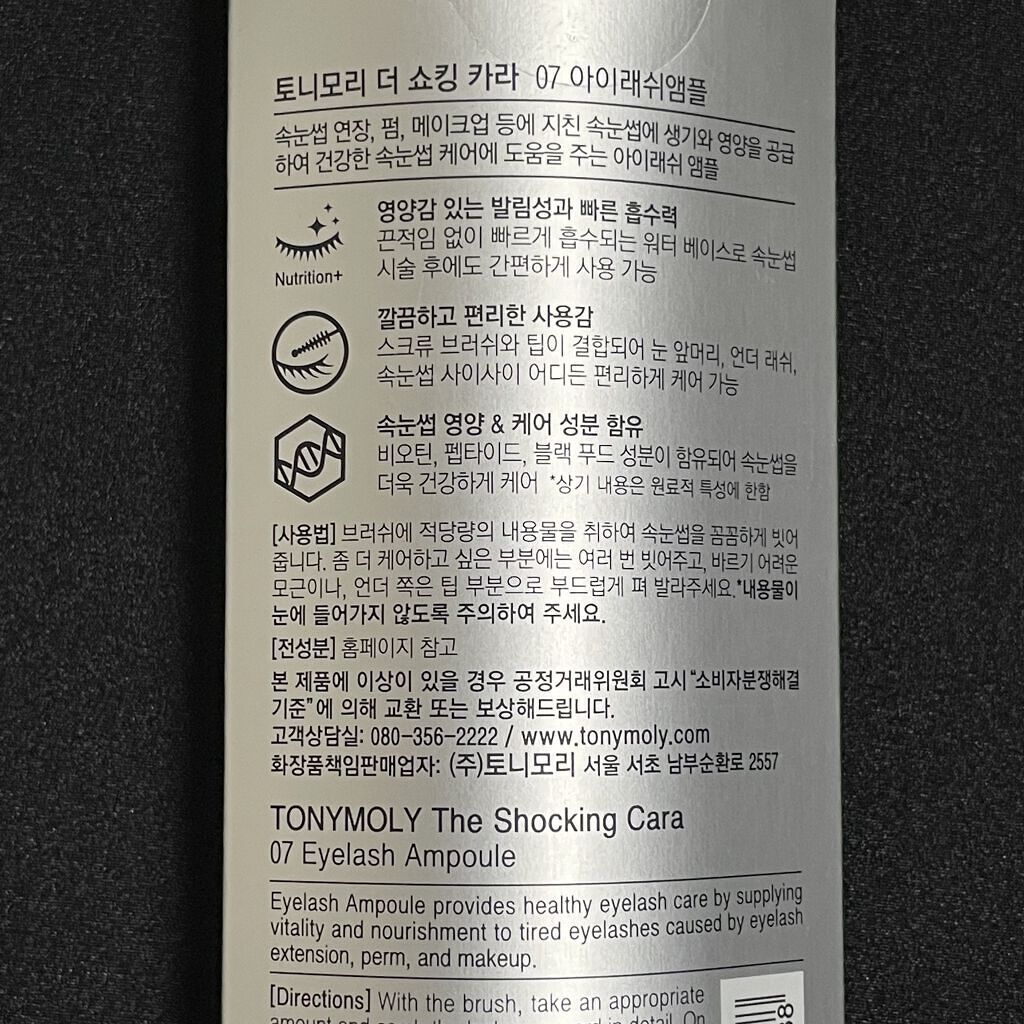 토니모리 더 쇼킹 카라 07 아이래쉬앰플
속눈썹 연장, 펌, 메이크업 등에 지친 속눈썹에 생기와 영양을 공급
하여 건강한 속눈썹 케어에 도움을 주는 아이래쉬 앰플
영양감 있는 발림성과 빠른 흡수력
끈적임 없이 빠르게 흡수되는 워터 베이스로 속눈썹
시술 후에도 간편하게 사용 가능
Nutrition+
깔끔하고 편리한 사용감
스크류 브러쉬와 팁이 결합되어 눈 앞머리, 언더 래쉬,
속눈썹 사이사이 어디든 편리하게 케어 가능
속눈썹 영양 & 케어 성분 함유
비오틴, 펩타이드, 블랙 푸드 성분이 함유되어 속눈썹을
더욱 건강하게 케어 *상기 내용은 원료적 특성에 한함
[사용법] 브러쉬에 적당량의 내용물을 취하여 속눈썹을 꼼꼼하게 빗어
줍니다. 좀 더 케어하고 싶은 부분에는 여러 번 빗어주고, 바르기 어려운
모근이나, 언더 쪽은 팁 부분으로 부드럽게 펴 발라주세요.*내용물이
눈에 들어가지 않도록 주의하여 주세요.
[전성분] 홈페이지 참고
본 제품에 이상이 있을 경우 공정거래위원회 고시 "소비자분쟁해결
기준"에 의해 교환 또는 보상해드립니다.
고객상담실: 080-356-2222 / www.tonymoly.com
화장품책임판매업자: (주)토니모리 서울 서초 남부순환로 2557
TONYMOLY The Shocking Cara
07 Eyelash Ampoule
Eyelash Ampoule provides healthy eyelash care by supplying
vitality and nourishment to tired eyelashes caused by eyelash
extension, perm, and makeup.
[Directions] With the brush, take an appropriate